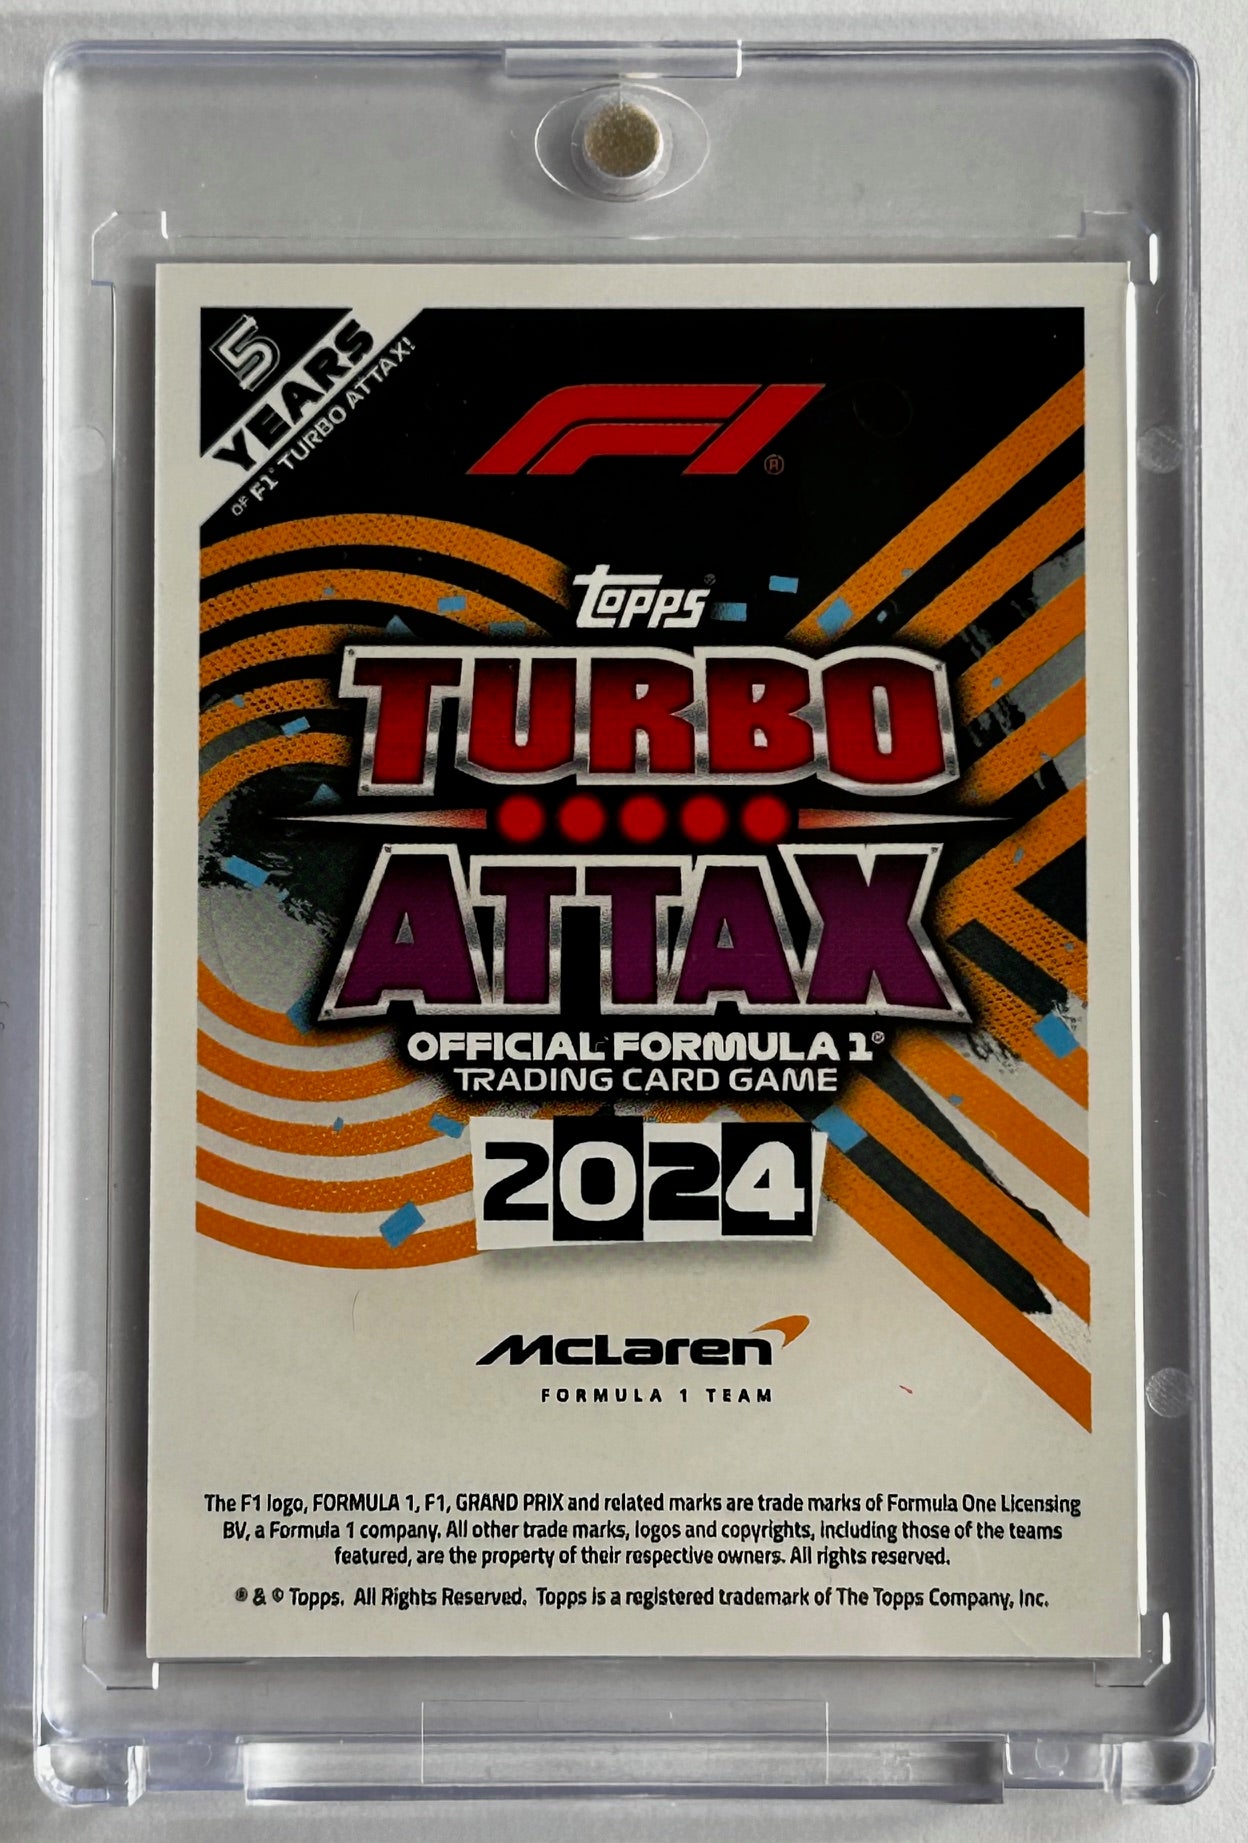 5
YEARS
OF F1® TURBO ATTAX!
F1®
Topps®
TURBO
ATTAX
OFFICIAL FORMULA 1®
TRADING CARD GAME
2024
McLaren
FORMULA 1 TEAM
The F1 logo, FORMULA 1, F1, GRAND PRIX and related marks are trade marks of Formula One Licensing
BV, a Formula 1 company. All other trade marks, logos and copyrights, including those of the teams
featured, are the property of their respective owners. All rights reserved.
® & © Topps. All Rights Reserved. Topps is a registered trademark of The Topps Company, Inc.